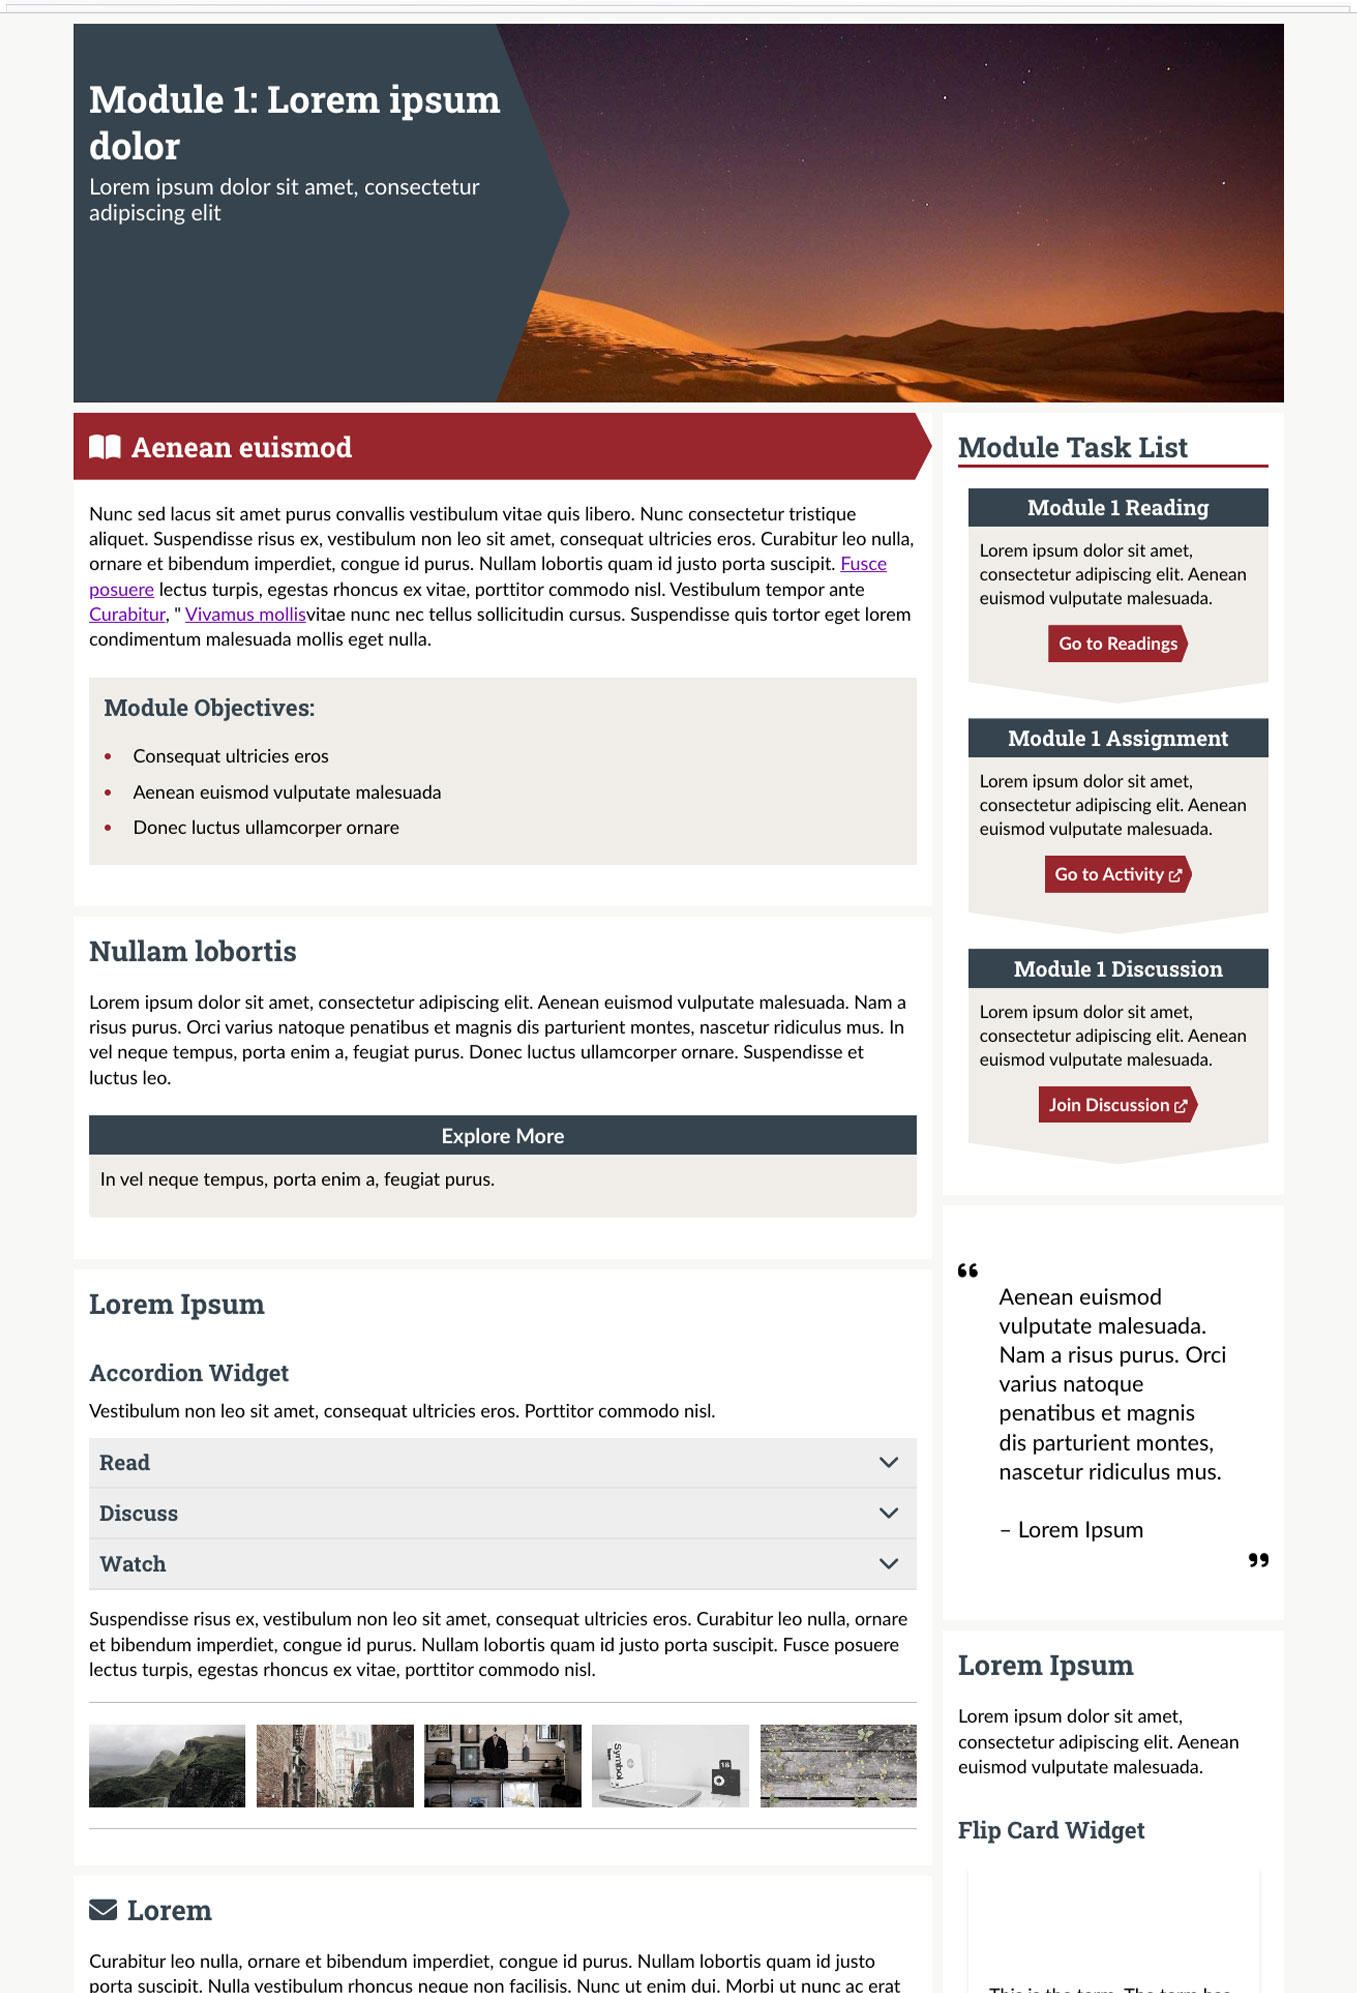 Module 1: Lorem ipsum
dolor
Lorem ipsum dolor sit amet, consectetur
adipiscing elit
Aenean euismod
Nunc sed lacus sit amet purus convallis vestibulum vitae quis libero. Nunc consectetur tristique
aliquet. Suspendisse risus ex, vestibulum non leo sit amet, consequat ultricies eros. Curabitur leo nulla,
ornare et bibendum imperdiet, congue id purus. Nullam lobortis quam id justo porta suscipit. Fusce
posuere lectus turpis, egestas rhoncus ex vitae, porttitor commodo nisl. Vestibulum tempor ante
Curabitur, " Vivamus mollisvitae nunc nec tellus sollicitudin cursus. Suspendisse quis tortor eget lorem
condimentum malesuada mollis eget nulla.
Module Objectives:
• Consequat ultricies eros
• Aenean euismod vulputate malesuada
• Donec luctus ullamcorper ornare
Nullam lobortis
Lorem ipsum dolor sit amet, consectetur adipiscing elit. Aenean euismod vulputate malesuada. Nam a
risus purus. Orci varius natoque penatibus et magnis dis parturient montes, nascetur ridiculus mus. In
vel neque tempus, porta enim a, feugiat purus. Donec luctus ullamcorper ornare. Suspendisse et
luctus leo.
Explore More
In vel neque tempus, porta enim a, feugiat purus.
Lorem Ipsum
Accordion Widget
Vestibulum non leo sit amet, consequat ultricies eros. Porttitor commodo nisl.
Read
Discuss
Watch
Suspendisse risus ex, vestibulum non leo sit amet, consequat ultricies eros. Curabitur leo nulla, ornare
et bibendum imperdiet, congue id purus. Nullam lobortis quam id justo porta suscipit. Fusce posuere
lectus turpis, egestas rhoncus ex vitae, porttitor commodo nisl.
Symbol
18
Lorem
Curabitur leo nulla, ornare et bibendum imperdiet, congue id purus. Nullam lobortis quam id justo
porta suscipit. Nulla vestibulum rhoncus neque non facilisis. Nunc ut enim dui. Morbi ut nunc ac erat
Module Task List
Module 1 Reading
Lorem ipsum dolor sit amet,
consectetur adipiscing elit. Aenean
euismod vulputate malesuada.
Go to Readings
Module 1 Assignment
Lorem ipsum dolor sit amet,
consectetur adipiscing elit. Aenean
euismod vulputate malesuada.
Go to Activity
Module 1 Discussion
Lorem ipsum dolor sit amet,
consectetur adipiscing elit. Aenean
euismod vulputate malesuada.
Join Discussion
“
Aenean euismod
vulputate malesuada.
Nam a risus purus. Orci
varius natoque
penatibus et magnis
dis parturient montes,
nascetur ridiculus mus.
– Lorem Ipsum
”
Lorem Ipsum
Lorem ipsum dolor sit amet,
consectetur adipiscing elit. Aenean
euismod vulputate malesuada.
Flip Card Widget
This is the term. The term has